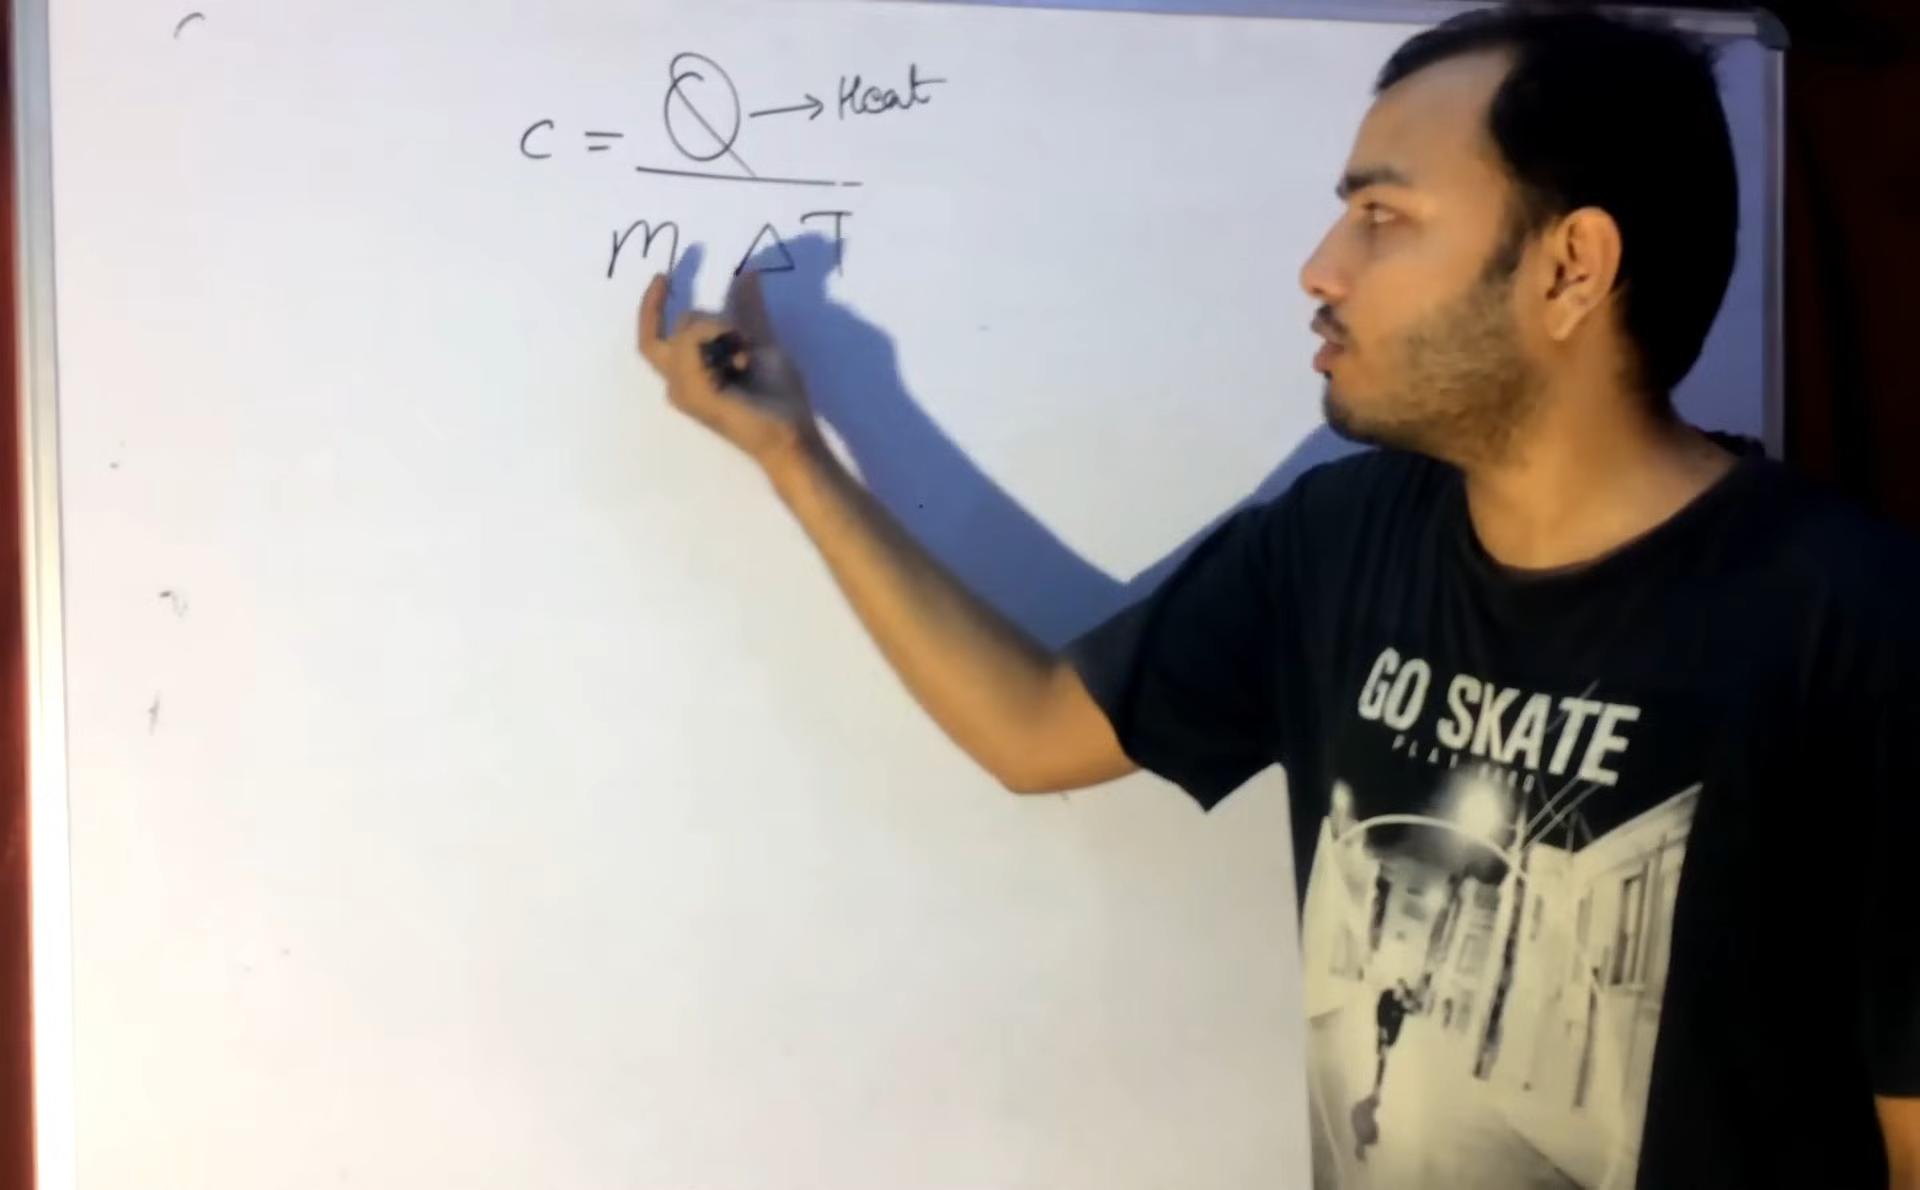 c = Q → Heat
m ΔT
GO SKATE